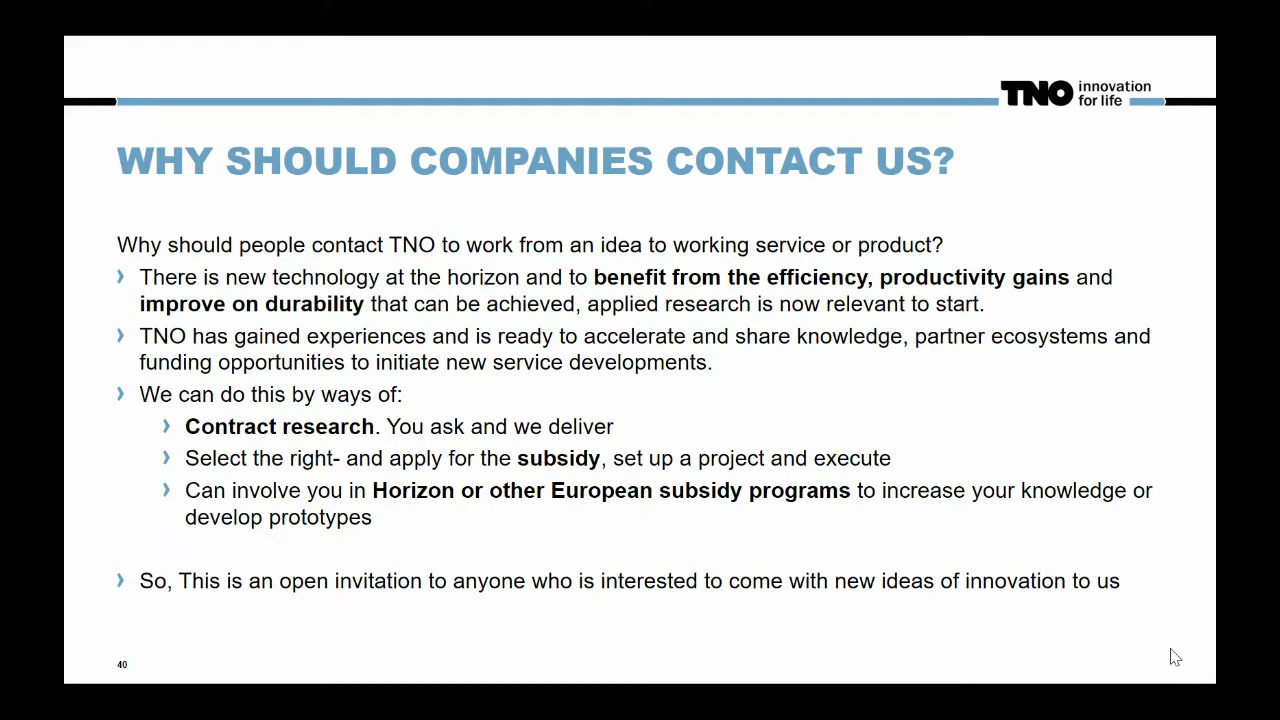 TNO innovation
for life
WHY SHOULD COMPANIES CONTACT US?
Why should people contact TNO to work from an idea to working service or product?
There is new technology at the horizon and to benefit from the efficiency, productivity gains and
improve on durability that can be achieved, applied research is now relevant to start.
TNO has gained experiences and is ready to accelerate and share knowledge, partner ecosystems and
funding opportunities to initiate new service developments.
We can do this by ways of:
Contract research. You ask and we deliver
Select the right- and apply for the subsidy, set up a project and execute
Can involve you in Horizon or other European subsidy programs to increase your knowledge or
develop prototypes
So, This is an open invitation to anyone who is interested to come with new ideas of innovation to us
40